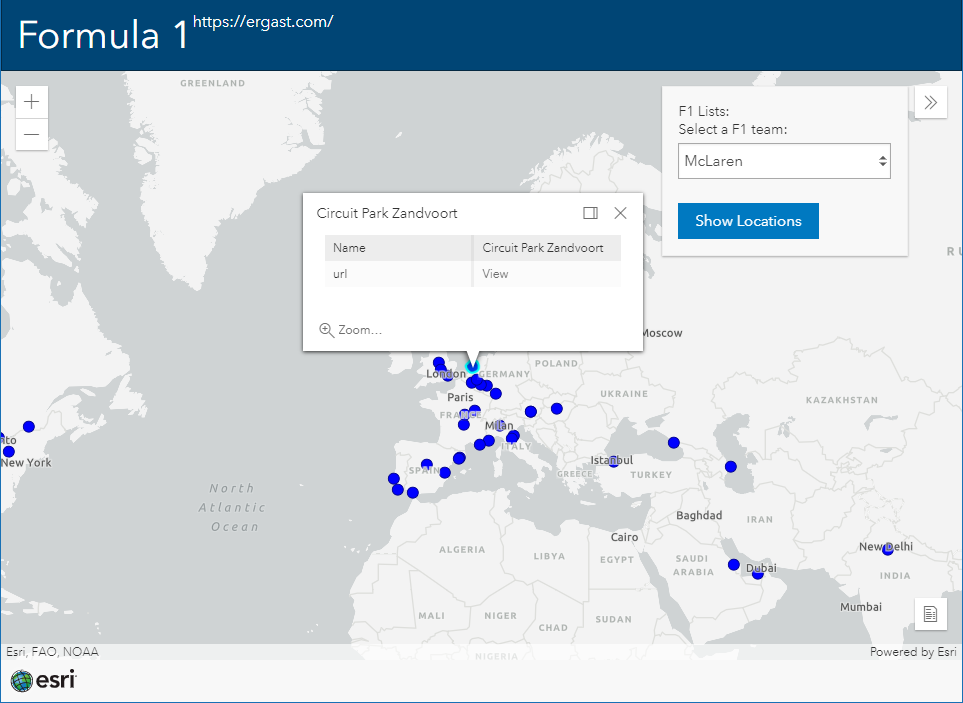 Formula 1 https://ergast.com/
GREENLAND
F1 Lists:
Select a F1 team:
McLaren
Show Locations
Circuit Park Zandvoort
Name Circuit Park Zandvoort
url View
Zoom...
R U
Moscow
London
GERMANY
POLAND
Paris
UKRAINE
KAZAKHSTAN
FRANCE
Milan
ITALY
New York
SPAIN
Istanbul
GREECE
TURKEY
North
Atlantic
Ocean
Baghdad
IRAN
Cairo
ALGERIA
LIBYA
EGYPT
SAUDI
ARABIA
Dubai
New Delhi
INDIA
Mumbai
MALI
NIGER
CHAD
SUDAN
NIGERIA
Esri, FAO, NOAA
Powered by Esri
esri